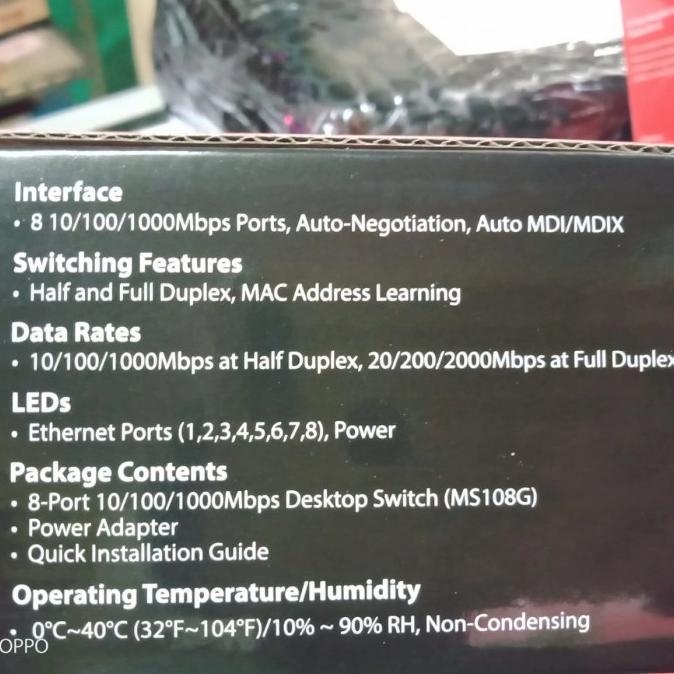 Interface
• 8 10/100/1000Mbps Ports, Auto-Negotiation, Auto MDI/MDIX
Switching Features
• Half and Full Duplex, MAC Address Learning
Data Rates
• 10/100/1000Mbps at Half Duplex, 20/200/2000Mbps at Full Duplex
LEDs
• Ethernet Ports (1,2,3,4,5,6,7,8), Power
Package Contents
• 8-Port 10/100/1000Mbps Desktop Switch (MS108G)
• Power Adapter
• Quick Installation Guide
Operating Temperature/Humidity
• 0°C~40°C (32°F~104°F)/10% ~ 90% RH, Non-Condensing
OPPO